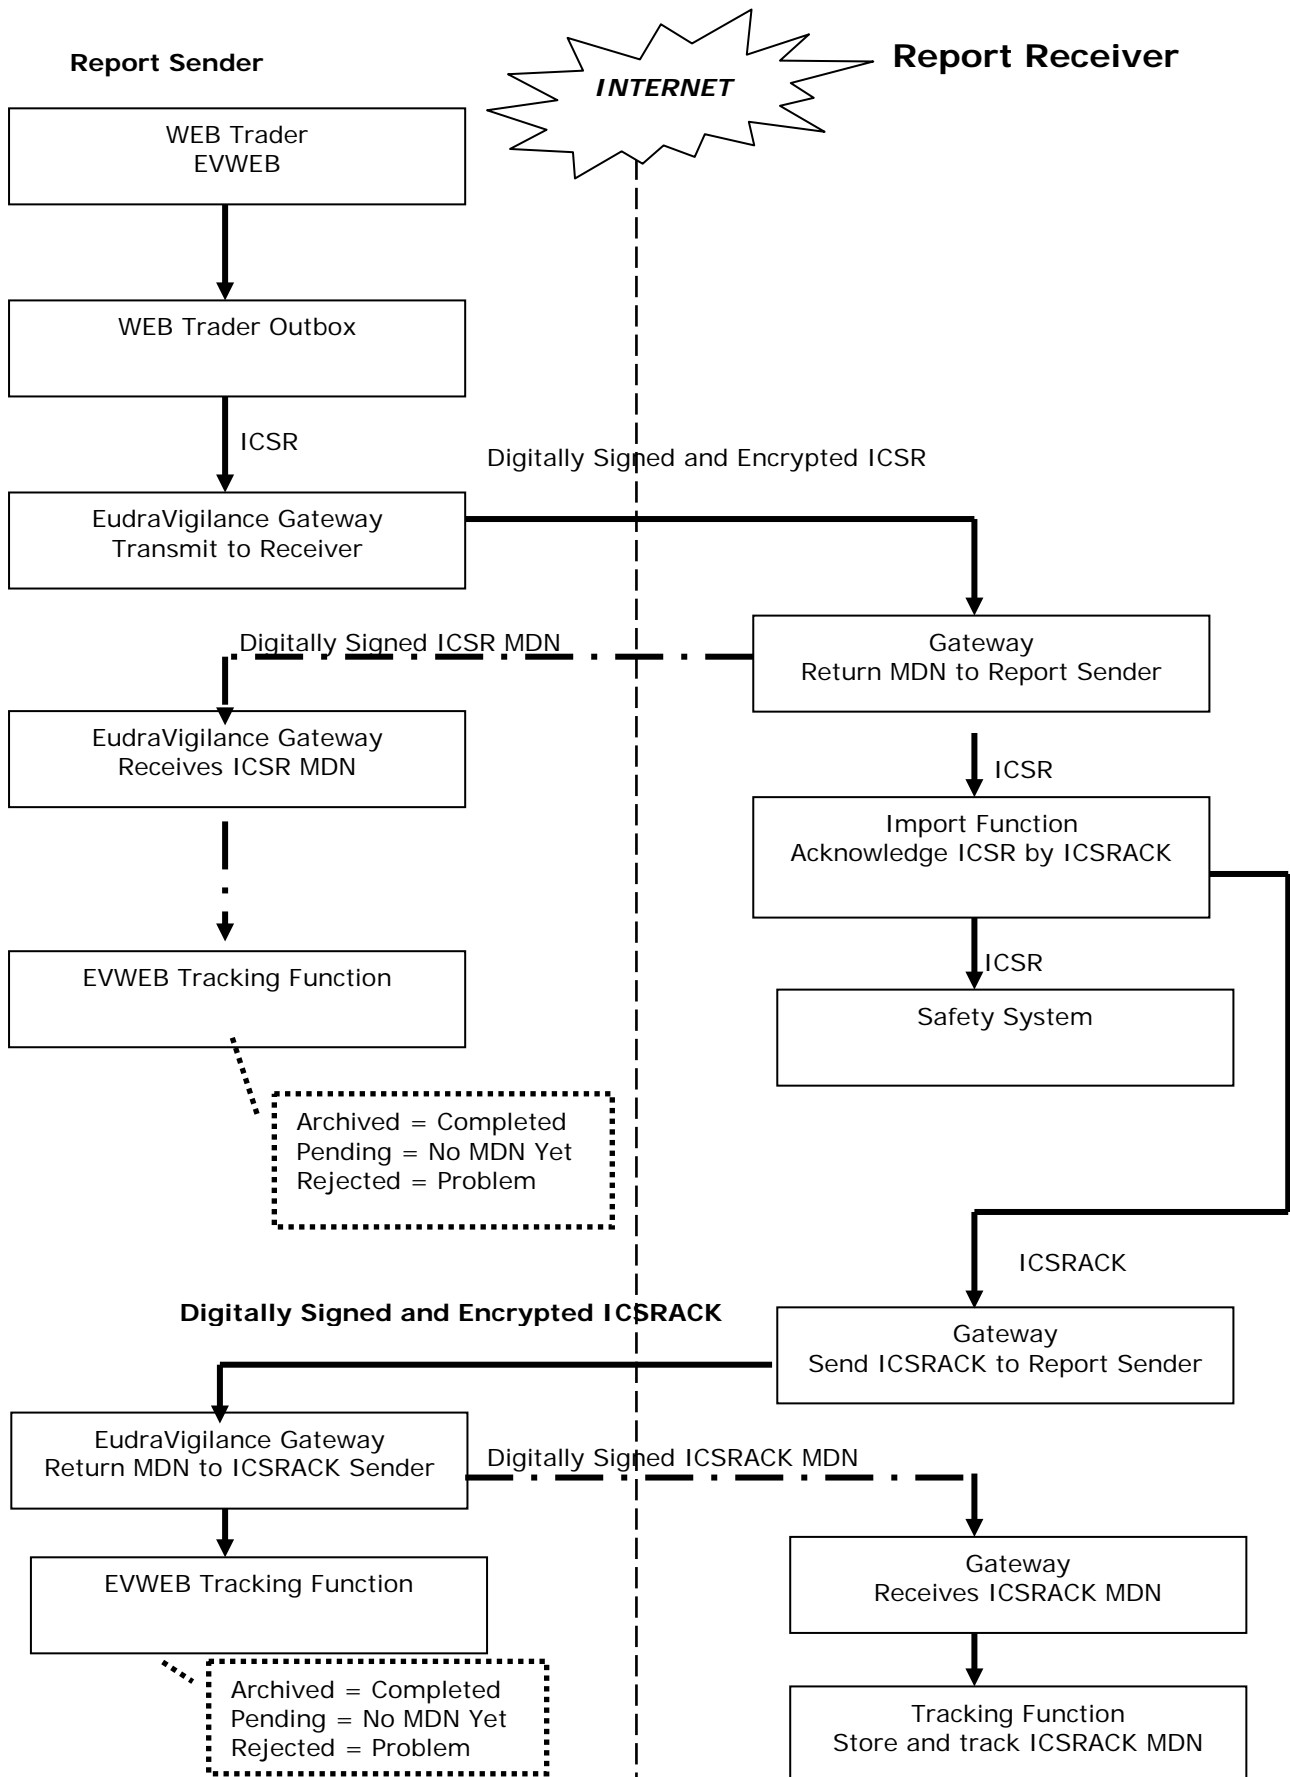 Report Sender
INTERNET
Report Receiver
WEB Trader
EVWEB
WEB Trader Outbox
ICSR
Digitally Signed and Encrypted ICSR
EudraVigilance Gateway
Transmit to Receiver
Digitally Signed ICSR MDN
Gateway
Return MDN to Report Sender
EudraVigilance Gateway
Receives ICSR MDN
ICSR
Import Function
Acknowledge ICSR by ICSRACK
ICSR
EVWEB Tracking Function
Safety System
Archived = Completed
Pending = No MDN Yet
Rejected = Problem
ICSRACK
Digitally Signed and Encrypted ICSRACK
Gateway
Send ICSRACK to Report Sender
EudraVigilance Gateway
Return MDN to ICSRACK Sender
Digitally Signed ICSRACK MDN
EVWEB Tracking Function
Gateway
Receives ICSRACK MDN
Archived = Completed
Pending = No MDN Yet
Rejected = Problem
Tracking Function
Store and track ICSRACK MDN